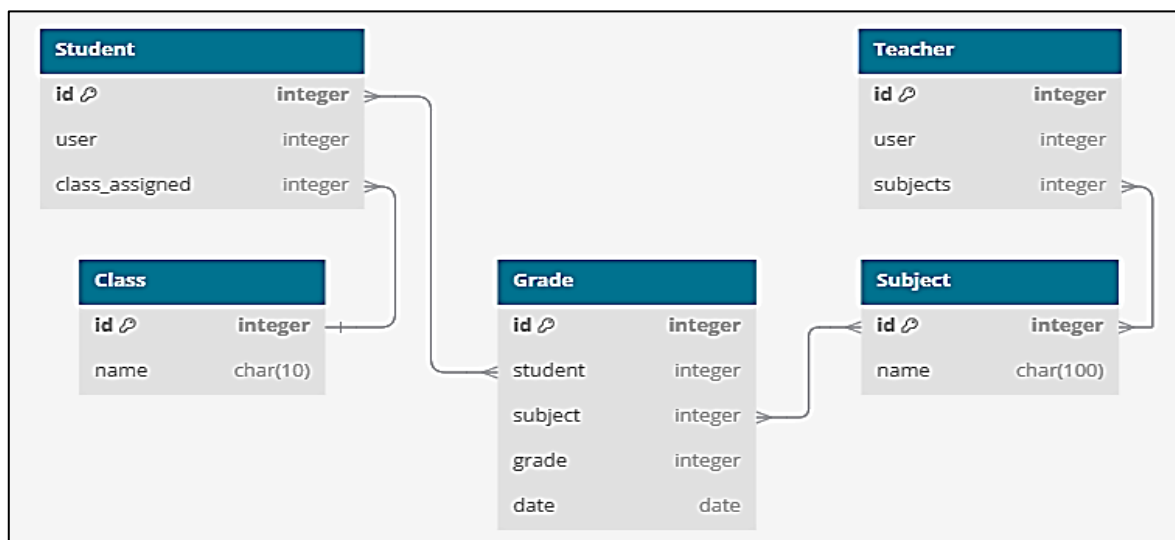 Student
id integer
user integer
class_assigned integer
Teacher
id integer
user integer
subjects integer
Class
id integer
name char(10)
Grade
id integer
student integer
subject integer
grade integer
date date
Subject
id integer
name char(100)